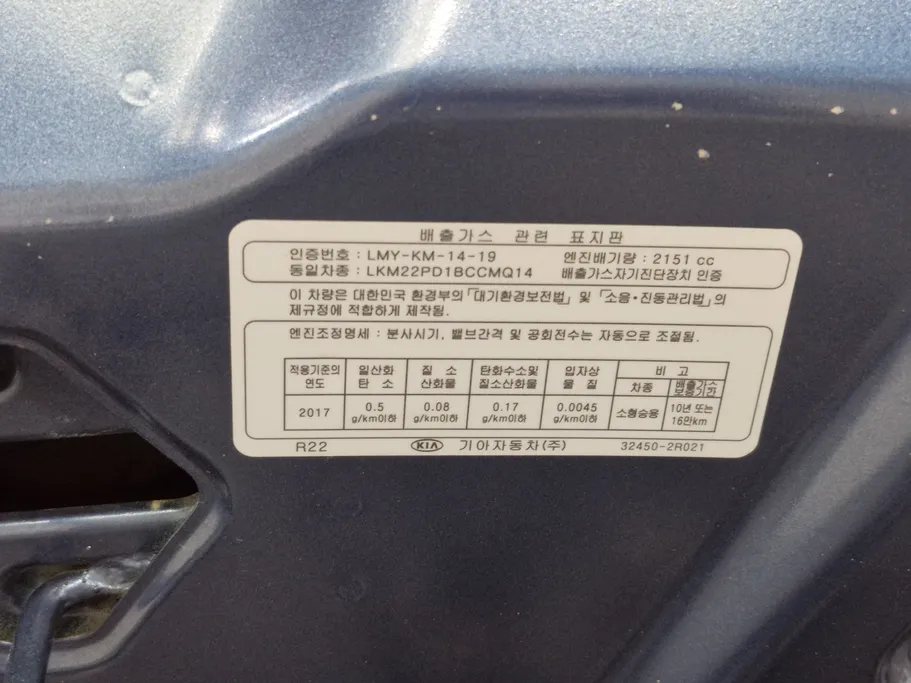 배출가스 관련 표지판
인증번호 : LMY-KM-14-19 엔진배기량 : 2151 cc
동일차종 : LKM22PD1BCCMQ14 배출가스자기진단장치 인증
이 차량은 대한민국 환경부의 「대기환경보전법」 및 「소음·진동관리법」의
제규정에 적합하게 제작됨.
엔진조정명세 : 분사시기, 밸브간격 및 공회전수는 자동으로 조절됨.
적용기준의 일산화 질 소 탄화수소및 입자상 비 고
연도 탄 소 산화물 질소산화물 물 질 차종 배출가스
보증기간
2017 0.5 0.08 0.17 0.0045 소형승용 10년 또는
g/km이하 g/km이하 g/km이하 g/km이하 16만km
R22 KIA 기아자동차(주) 32450-2R021